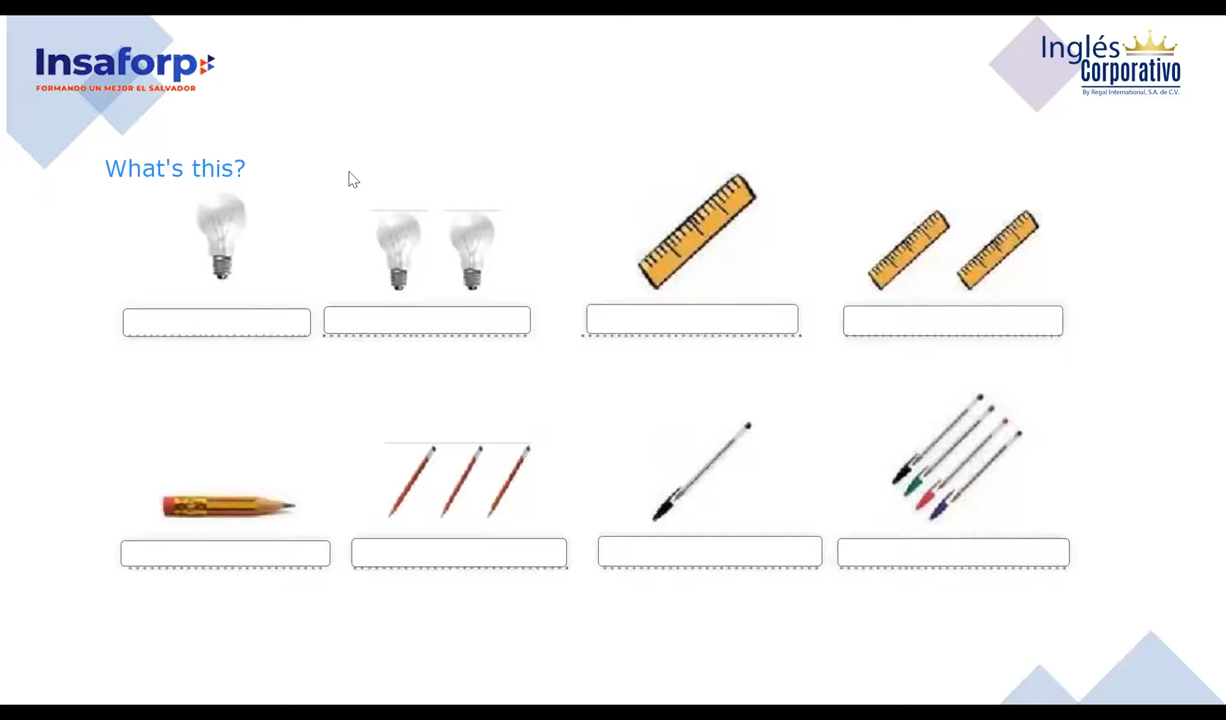 Insaforp
FORMANDO UN MEJOR EL SALVADOR
Inglés
Corporativo
By Regal International, S.A. de C.V.
What's this?